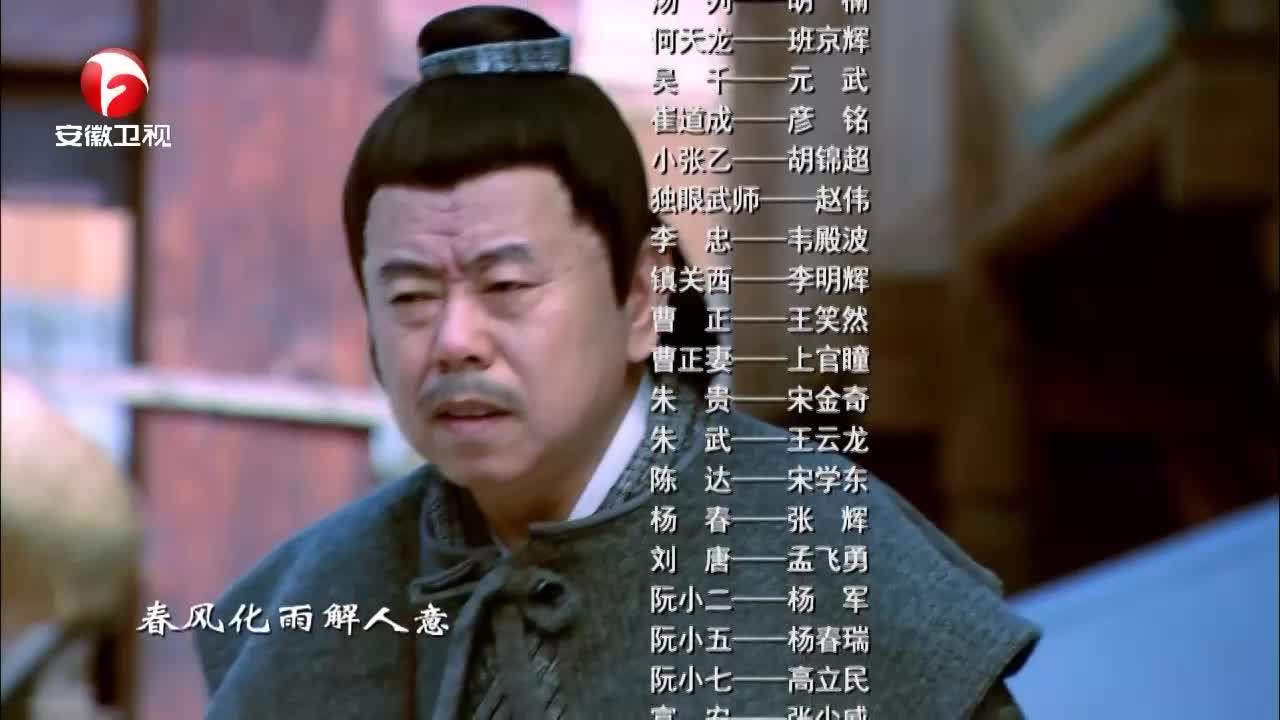 安徽卫视
何天龙——班京辉
吴 千——元 武
崔道成——彦 铭
小张乙——胡锦超
独眼武师——赵伟
李 忠——韦殿波
镇关西——李明辉
曹 正——王笑然
曹正妻——上官瞳
朱 贵——宋金奇
朱 武——王云龙
陈 达——宋学东
杨 春——张 辉
刘 唐——孟飞勇
阮小二——杨 军
阮小五——杨春瑞
阮小七——高立民
春风化雨解人意